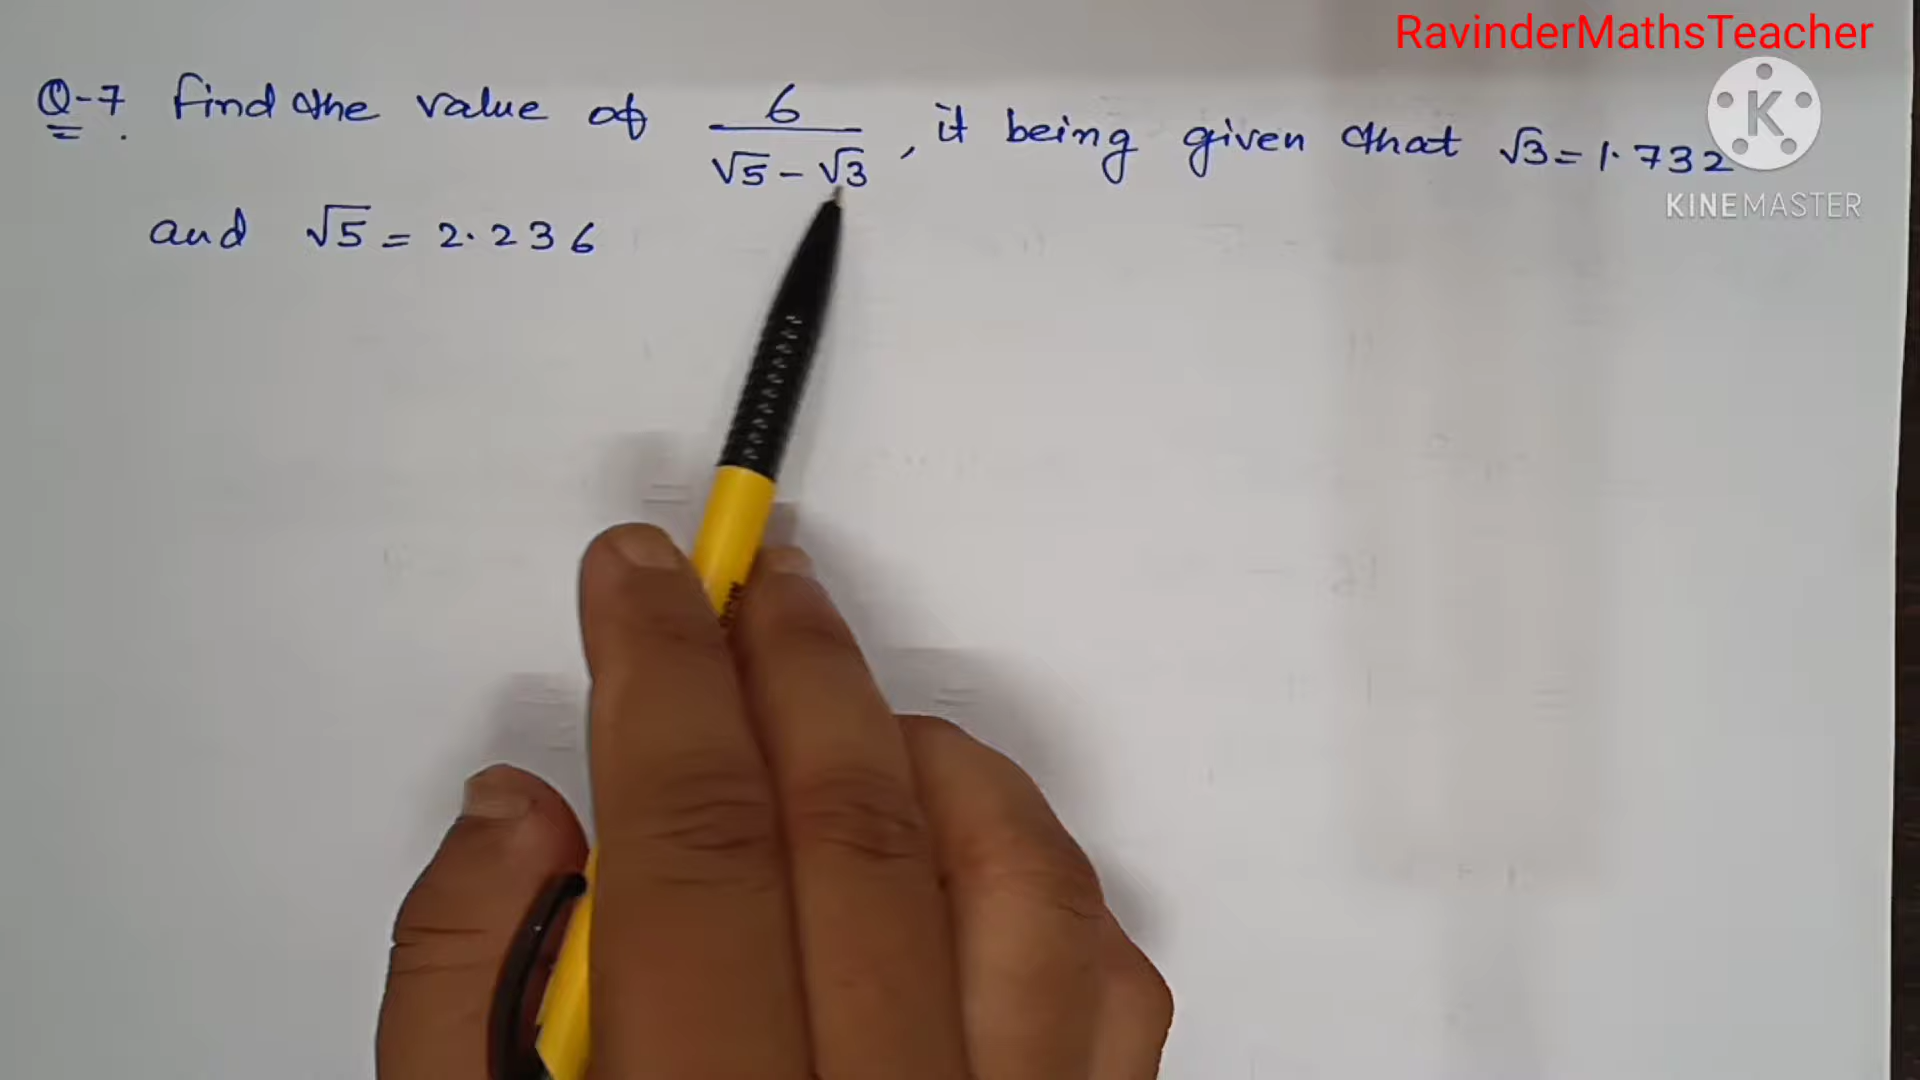 RavinderMathsTeacher
Q-7. Find the value of 6/(√5-√3), it being given that √3=1.732
KINEMASTER
and √5=2.236